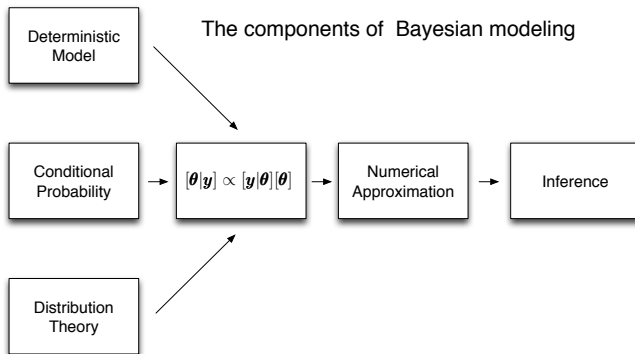 The components of Bayesian modeling
Deterministic
Model
Conditional
Probability
[θ|y] ∝ [y|θ][θ]
Numerical
Approximation
Inference
Distribution
Theory